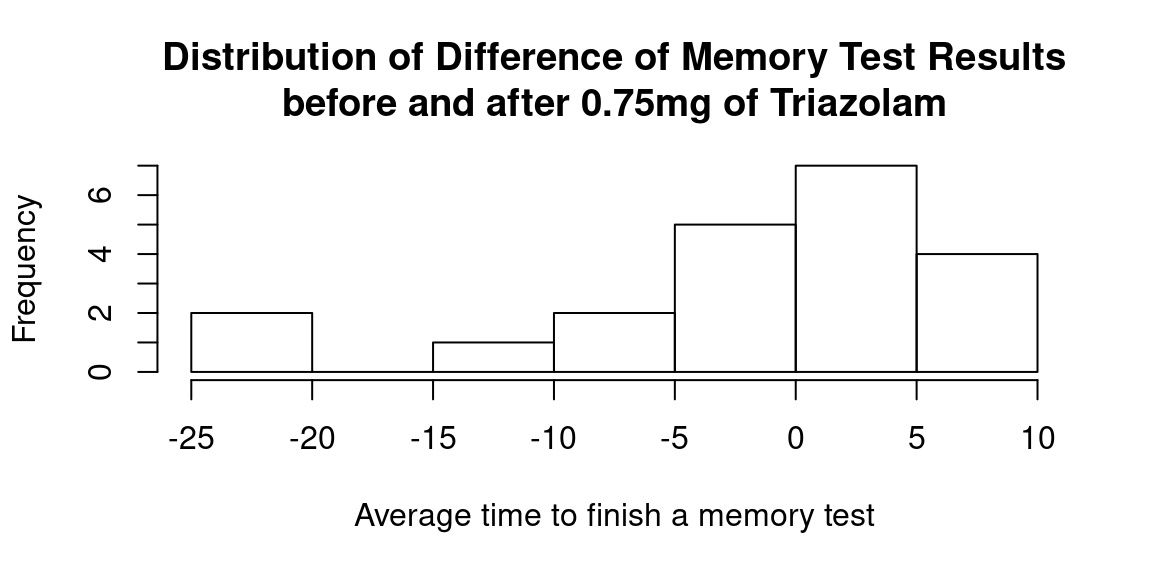 Distribution of Difference of Memory Test Results
before and after 0.75mg of Triazolam
Frequency
6
4
2
0
-25 -20 -15 -10 -5 0 5 10
Average time to finish a memory test